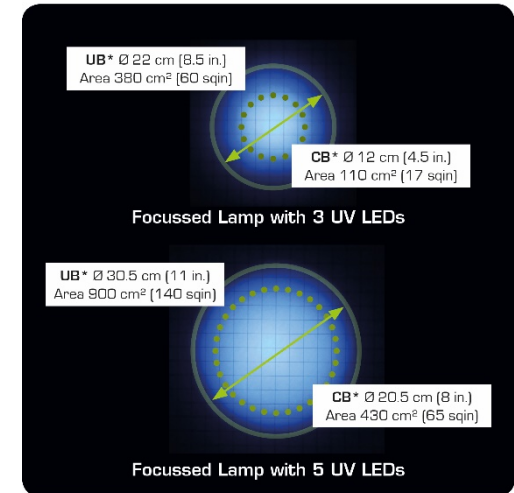 UB* Ø 22 cm (8.5 in.)
Area 380 cm² (60 sqin)
CB* Ø 12 cm (4.5 in.)
Area 110 cm² (17 sqin)
Focussed Lamp with 3 UV LEDs
UB* Ø 30.5 cm (11 in.)
Area 900 cm² (140 sqin)
CB* Ø 20.5 cm (8 in.)
Area 430 cm² (65 sqin)
Focussed Lamp with 5 UV LEDs